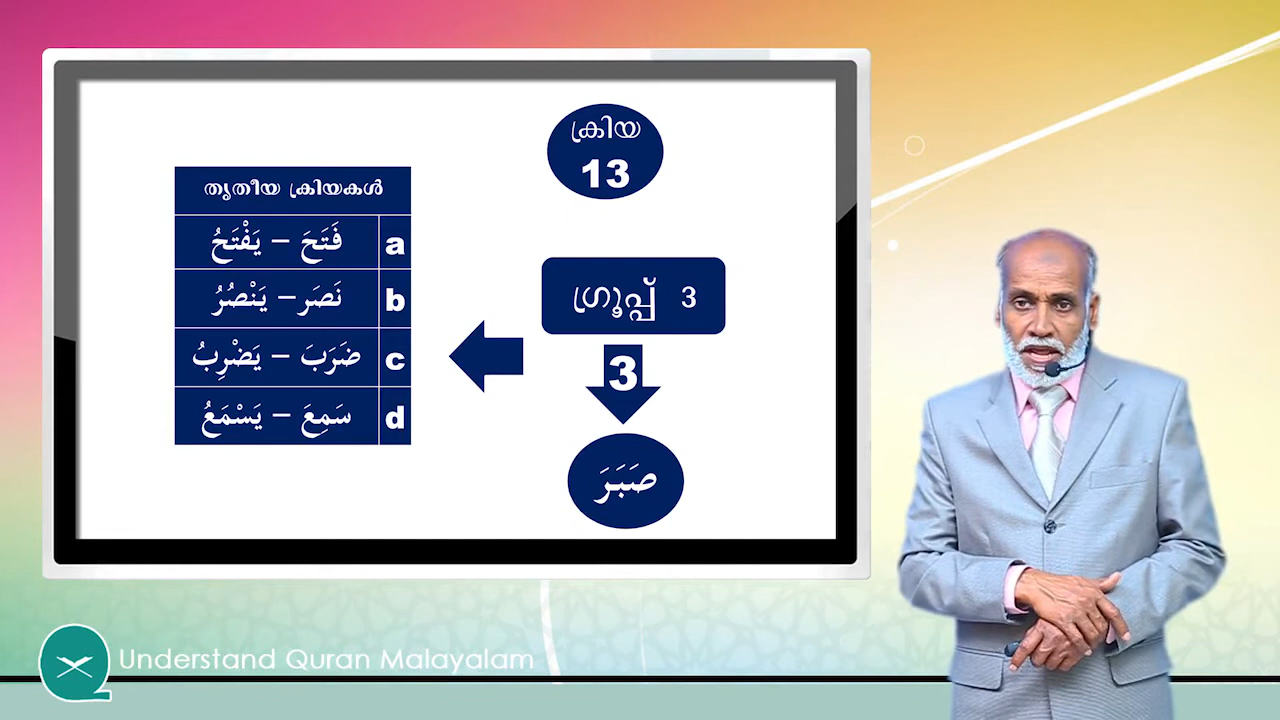 ക്രിയ
13
തൃതീയ ക്രിയകൾ
فَتَحَ – يَفْتَحُ a
نَصَر – يَنْصُرُ b
ضَرَبَ – يَضْرِبُ c
سَمِعَ – يَسْمَعُ d
ഗ്രൂപ്പ് 3
3
صَبَرَ
Understand Quran Malayalam